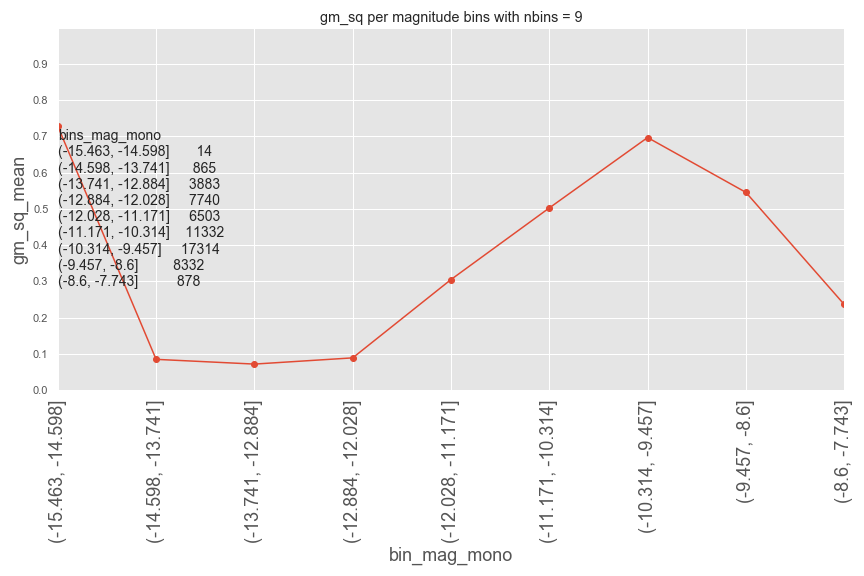 gm_sq per magnitude bins with nbins = 9
0.9
0.8
0.7
0.6
0.5
0.4
0.3
0.2
0.1
0.0
gm_sq_mean
bins_mag_mono
(-15.463, -14.598] 14
(-14.598, -13.741] 865
(-13.741, -12.884] 3883
(-12.884, -12.028] 7740
(-12.028, -11.171] 6503
(-11.171, -10.314] 11332
(-10.314, -9.457] 17314
(-9.457, -8.6] 8332
(-8.6, -7.743] 878
(-15.463, -14.598]
(-14.598, -13.741]
(-13.741, -12.884]
(-12.884, -12.028]
(-12.028, -11.171]
(-11.171, -10.314]
(-10.314, -9.457]
(-9.457, -8.6]
(-8.6, -7.743]
bin_mag_mono